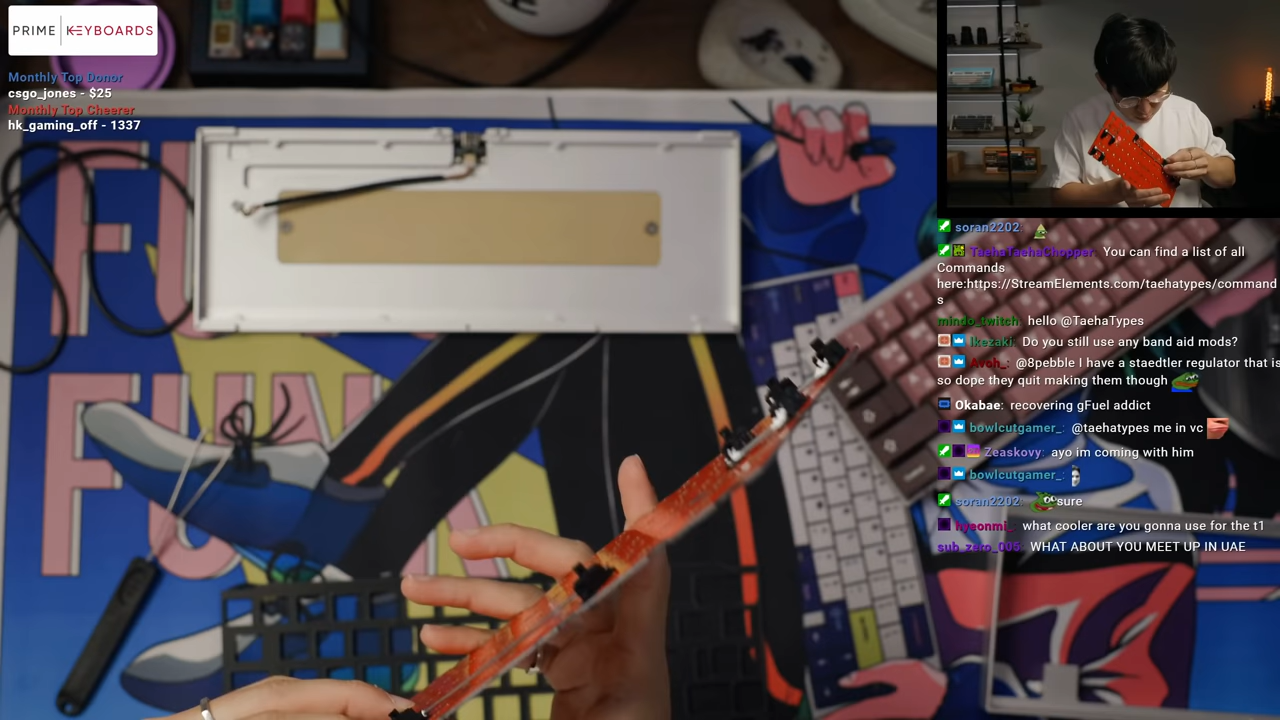 PRIME | KEYBOARDS
Monthly Top Donor
csgo_jones - $25
Monthly Top Cheerer
hk_gaming_off - 1337
FUN
FUN
soran2202:
TaehaTaehaChopper: You can find a list of all
Commands
here:https://StreamElements.com/taehatypes/command
s
mindo_twitch: hello @TaehaTypes
Ikezaki: Do you still use any band aid mods?
Avoh_: @8pebble I have a staedtler regulator that is
so dope they quit making them though
Okabae: recovering gFuel addict
bowlcutgamer_: @taehatypes me in vc
Zeaskovy: ayo im coming with him
bowlcutgamer_:
soran2202: sure
hyeonmi_: what cooler are you gonna use for the t1
sub_zero_006: WHAT ABOUT YOU MEET UP IN UAE